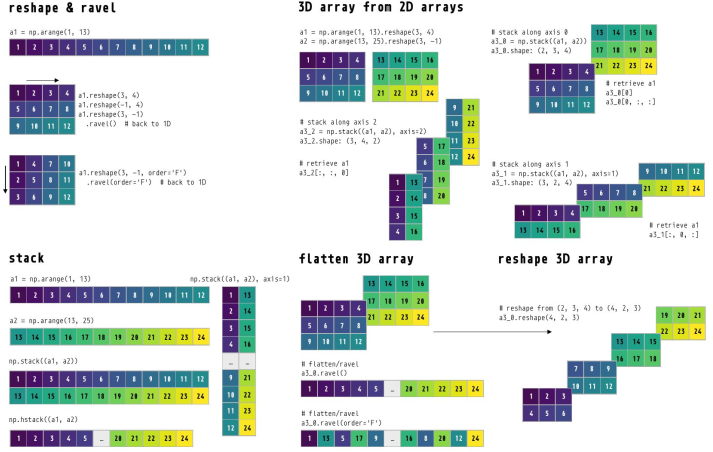 reshape & ravel
a1 = np.arange(1, 13)
1 2 3 4 5 6 7 8 9 10 11 12
1 2 3 4
5 6 7 8
9 10 11 12
a1.reshape(3, 4)
a1.reshape(-1, 4)
a1.reshape(3, -1)
.ravel() # back to 1D
1 4 7 10
2 5 8 11
3 6 9 12
a1.reshape(3, -1, order='F')
.ravel(order='F') # back to 1D
3D array from 2D arrays
a1 = np.arange(1, 13).reshape(3, 4)
a2 = np.arange(13, 25).reshape(3, -1)
1 2 3 4
5 6 7 8
9 10 11 12
13 14 15 16
17 18 19 20
21 22 23 24
# stack along axis 2
a3_2 = np.stack((a1, a2), axis=2)
a3_2.shape: (3, 4, 2)
# retrieve a1
a3_2[:, :, 0]
9 21
10 22
11 23
12 24
5 17
6 18
7 19
8 20
1 13
2 14
3 15
4 16
# stack along axis 0
a3_0 = np.stack((a1, a2))
a3_0.shape: (2, 3, 4)
13 14 15 16
17 18 19 20
21 22 23 24
1 2 3 4
5 6 7 8
9 10 11 12
# retrieve a1
a3_0[0]
a3_0[0, :, :]
# stack along axis 1
a3_1 = np.stack((a1, a2), axis=1)
a3_1.shape: (3, 2, 4)
9 10 11 12
21 22 23 24
5 6 7 8
17 18 19 20
1 2 3 4
13 14 15 16
# retrieve a1
a3_1[:, 0, :]
stack
a1 = np.arange(1, 13)
1 2 3 4 5 6 7 8 9 10 11 12
a2 = np.arange(13, 25)
13 14 15 16 17 18 19 20 21 22 23 24
np.stack((a1, a2))
1 2 3 4 5 6 7 8 9 10 11 12
13 14 15 16 17 18 19 20 21 22 23 24
np.hstack((a1, a2)
1 2 3 4 5 … 20 21 22 23 24
np.stack((a1, a2), axis=1)
1 13
2 14
3 15
4 16
… …
9 21
10 22
11 23
12 24
flatten 3D array
13 14 15 16
17 18 19 20
21 22 23 24
1 2 3 4
5 6 7 8
9 10 11 12
# flatten/ravel
a3_0.ravel()
1 2 3 4 5 … 20 21 22 23 24
# flatten/ravel
a3_0.ravel(order='F')
1 13 5 17 9 … 16 8 20 12 24
reshape 3D array
# reshape from (2, 3, 4) to (4, 2, 3)
a3_0.reshape(4, 2, 3)
19 20 21
22 23 24
13 14 15
16 17 18
7 8 9
10 11 12
1 2 3
4 5 6